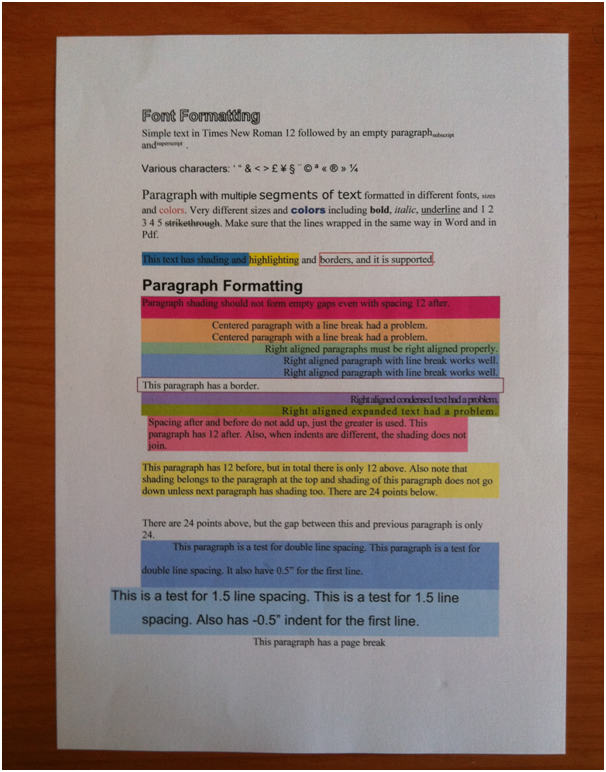 Font Formatting
Simple text in Times New Roman 12 followed by an empty paragraphsubscript
andsuperscript .
Various characters: ‘ “ & < > £ ¥ § ¨ © ª « ® » ¼
Paragraph with multiple segments of text formatted in different fonts, sizes
and colors. Very different sizes and colors including bold, italic, underline and 1 2
3 4 5 strikethrough. Make sure that the lines wrapped in the same way in Word and in
Pdf.
This text has shading and highlighting and borders, and it is supported.
Paragraph Formatting
Paragraph shading should not form empty gaps even with spacing 12 after.
Centered paragraph with a line break had a problem.
Centered paragraph with a line break had a problem.
Right aligned paragraphs must be right aligned properly.
Right aligned paragraph with line break works well.
Right aligned paragraph with line break works well.
This paragraph has a border.
Right aligned condensed text had a problem.
Right aligned expanded text had a problem.
Spacing after and before do not add up, just the greater is used. This
paragraph has 12 after. Also, when indents are different, the shading does not
join.
This paragraph has 12 before, but in total there is only 12 above. Also note that
shading belongs to the paragraph at the top and shading of this paragraph does not go
down unless next paragraph has shading too. There are 24 points below.
There are 24 points above, but the gap between this and previous paragraph is only
24.
This paragraph is a test for double line spacing. This paragraph is a test for
double line spacing. It also have 0.5” for the first line.
This is a test for 1.5 line spacing. This is a test for 1.5 line
spacing. Also has -0.5” indent for the first line.
This paragraph has a page break